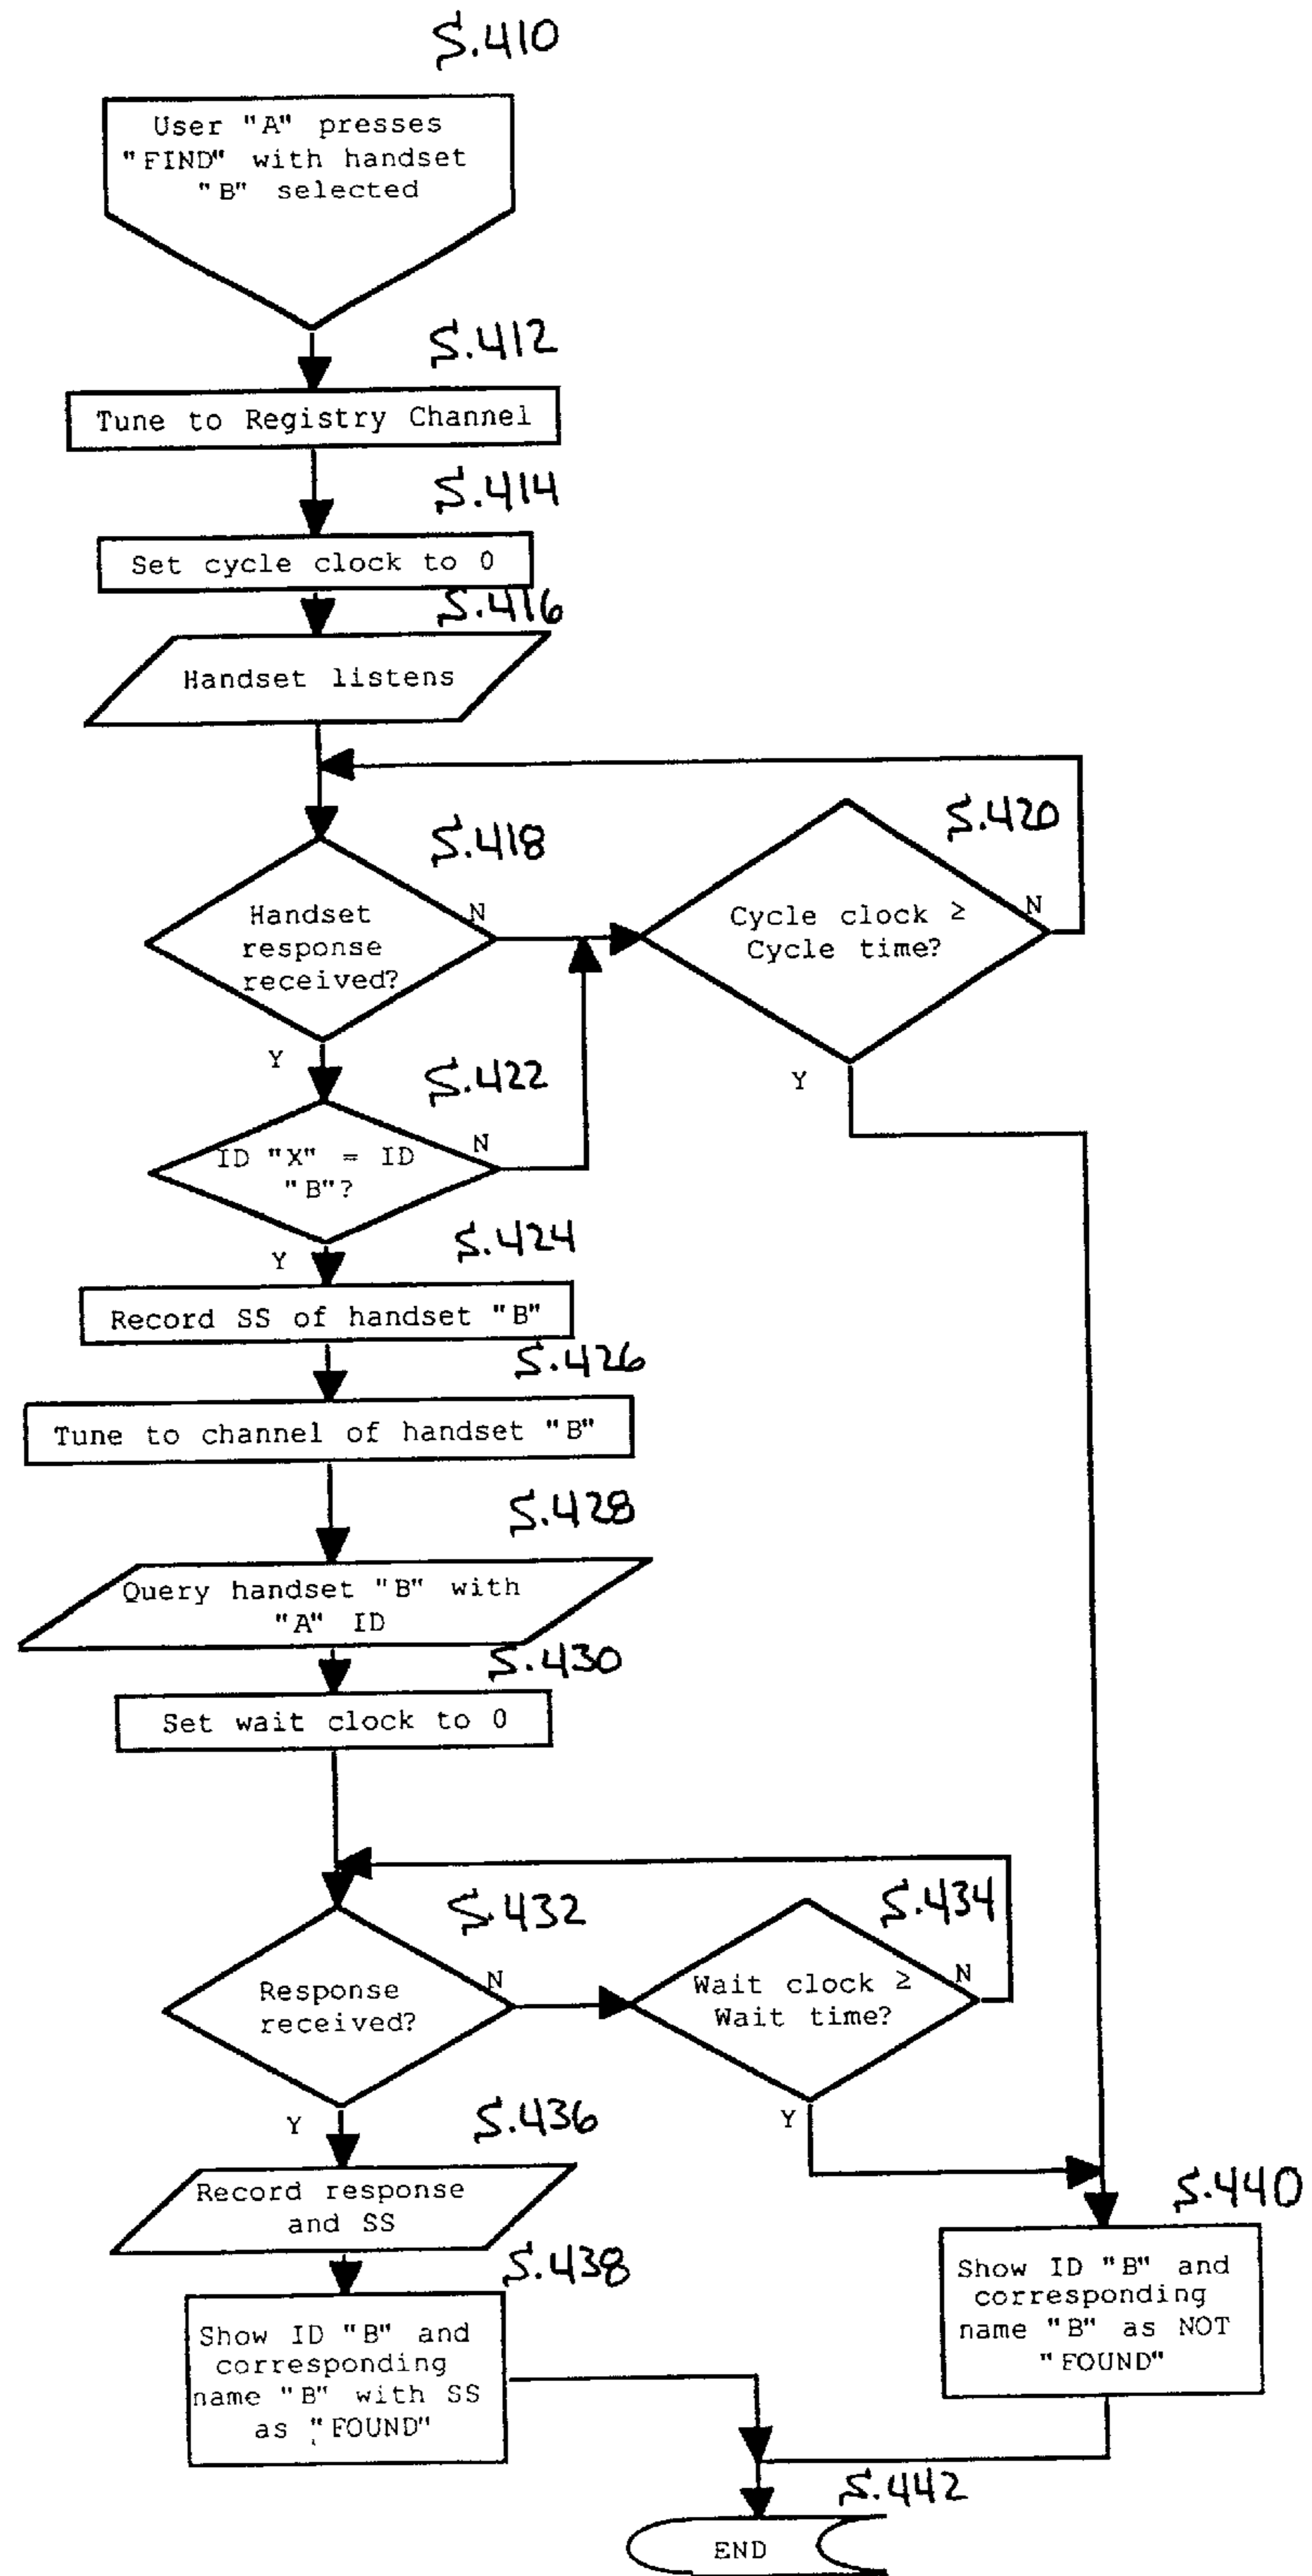 S.410
User "A" presses
"FIND" with handset
"B" selected
S.412
Tune to Registry Channel
S.414
Set cycle clock to 0
S.416
Handset listens
S.418
Handset
response
received?
N
Y
S.420
Cycle clock ≥
Cycle time?
N
Y
S.422
ID "X" = ID
"B"?
N
Y
S.424
Record SS of handset "B"
S.426
Tune to channel of handset "B"
S.428
Query handset "B" with
"A" ID
S.430
Set wait clock to 0
S.432
Response
received?
N
Y
S.434
Wait clock ≥
Wait time?
N
Y
S.436
Record response
and SS
S.438
Show ID "B" and
corresponding
name "B" with SS
as "FOUND"
S.440
Show ID "B" and
corresponding
name "B" as NOT
"FOUND"
S.442
END